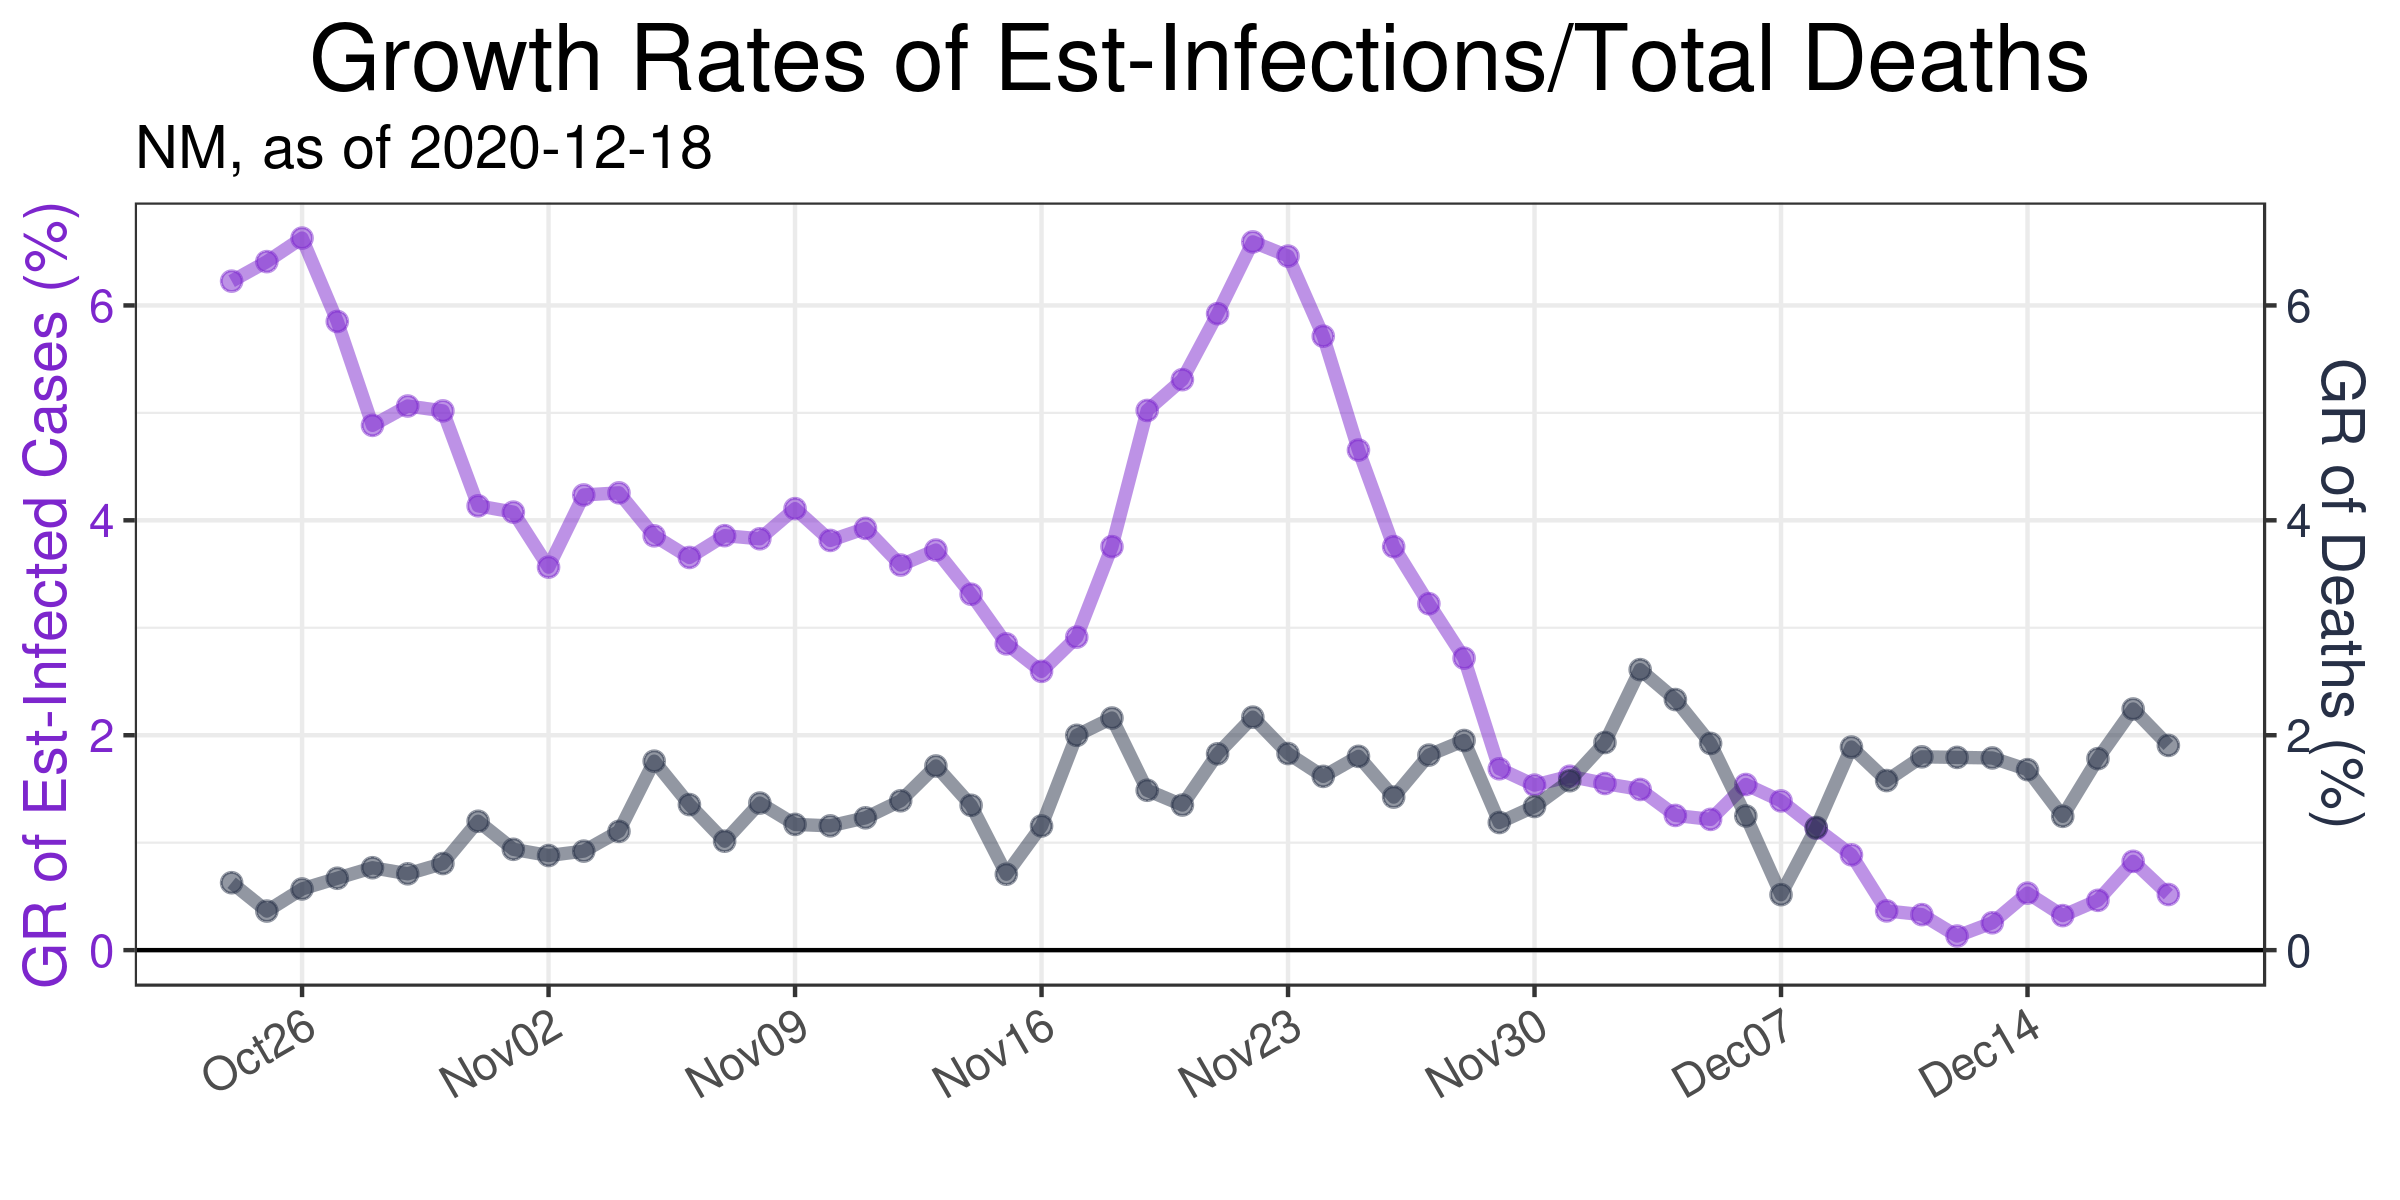 Growth Rates of Est-Infections/Total Deaths
NM, as of 2020-12-18
GR of Est-Infected Cases (%)
6
4
2
0
6
4
2
0
GR of Deaths (%)
Oct26
Nov02
Nov09
Nov16
Nov23
Nov30
Dec07
Dec14